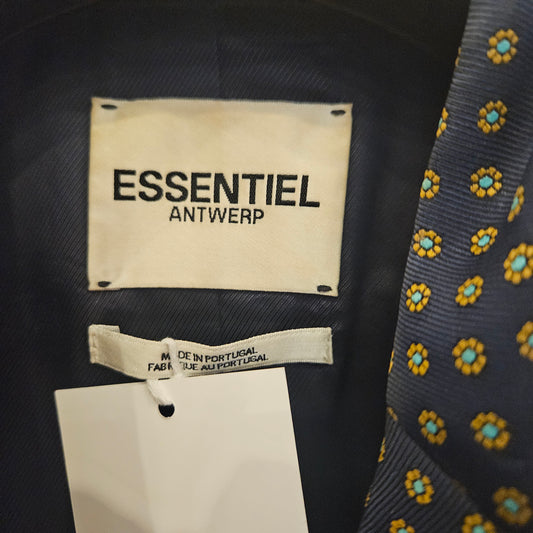 ESSENTIEL
ANTWERP
MADE IN PORTUGAL
FABRIQUE AU PORTUGAL